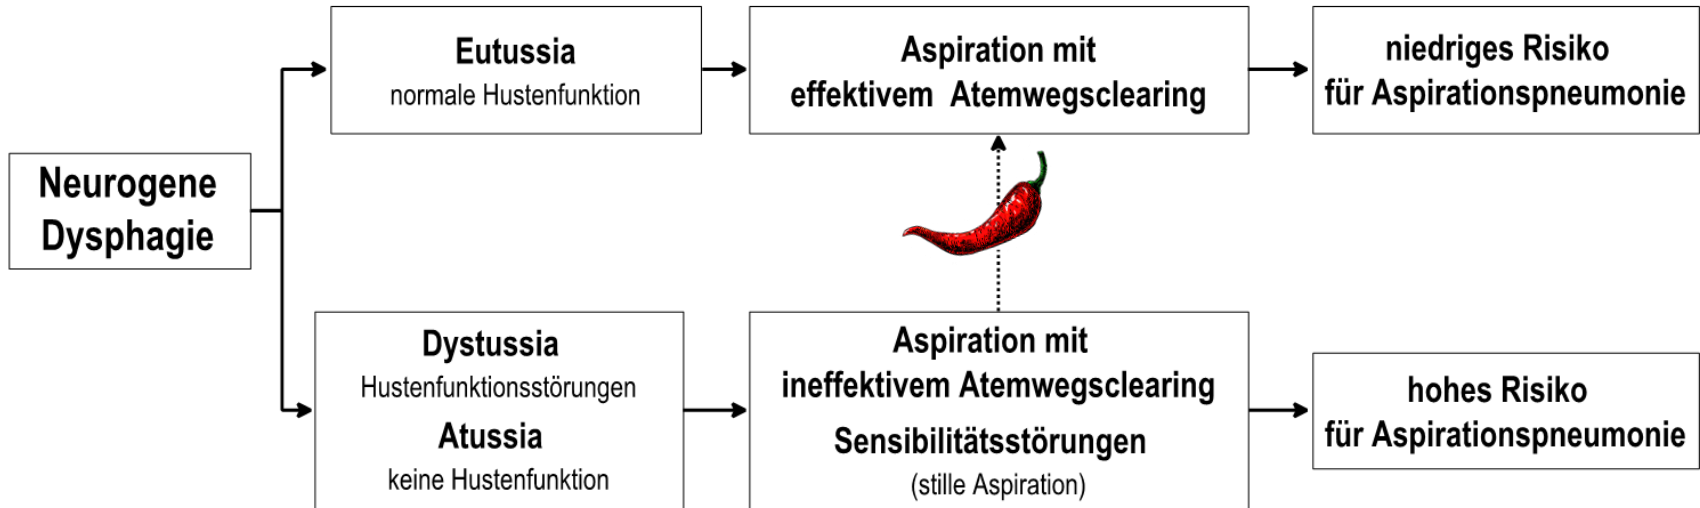 Neurogene
Dysphagie
Eutussia
normale Hustenfunktion
Aspiration mit
effektivem Atemwegsclearing
niedriges Risiko
für Aspirationspneumonie
Dystussia
Hustenfunktionsstörungen
Atussia
keine Hustenfunktion
Aspiration mit
ineffektivem Atemwegsclearing
Sensibilitätsstörungen
(stille Aspiration)
hohes Risiko
für Aspirationspneumonie